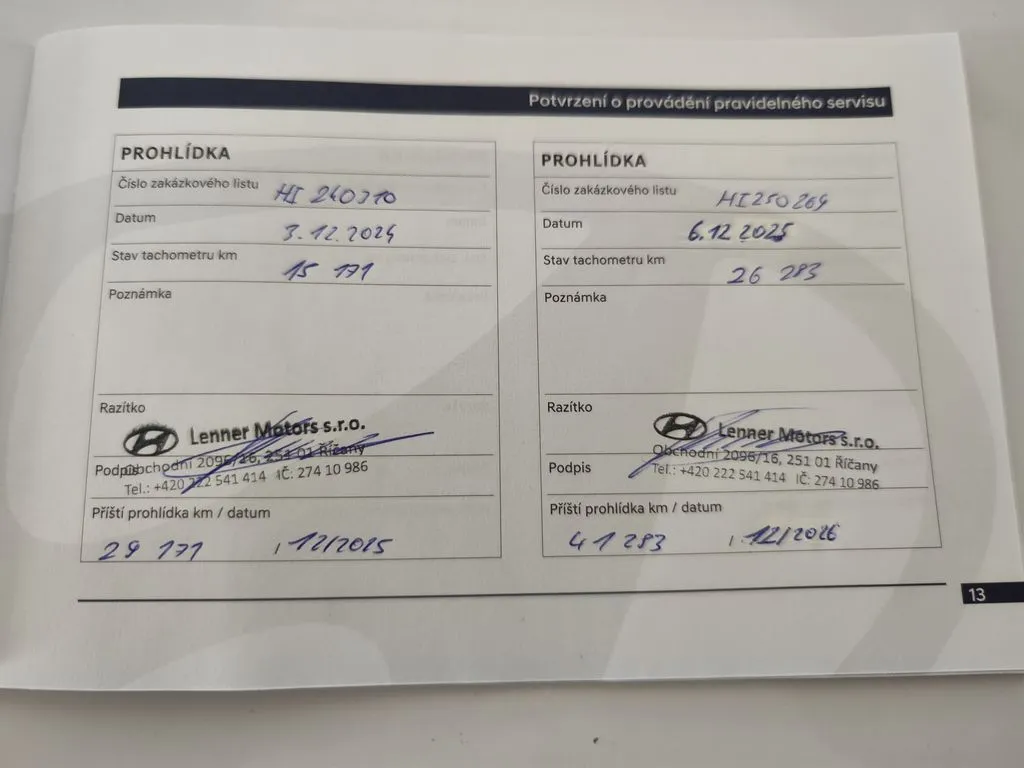 Potvrzení o provádění pravidelného servisu
PROHLÍDKA
Číslo zakázkového listu HI 240310
Datum 3.12.2024
Stav tachometru km 15 171
Poznámka
Razítko
Lenner Motors s.r.o.
Obchodní 2096/16, 251 01 Říčany
Podpis
Tel.: +420 222 541 414 IČ: 274 10 986
Příští prohlídka km / datum
29 171 , 12/2025
PROHLÍDKA
Číslo zakázkového listu HI250269
Datum 6.12 2025
Stav tachometru km 26 283
Poznámka
Razítko
Lenner Motors s.r.o.
Obchodní 2096/16, 251 01 Říčany
Podpis
Tel.: +420 222 541 414 IČ: 274 10 986
Příští prohlídka km / datum
41 283 , 12/2026
13